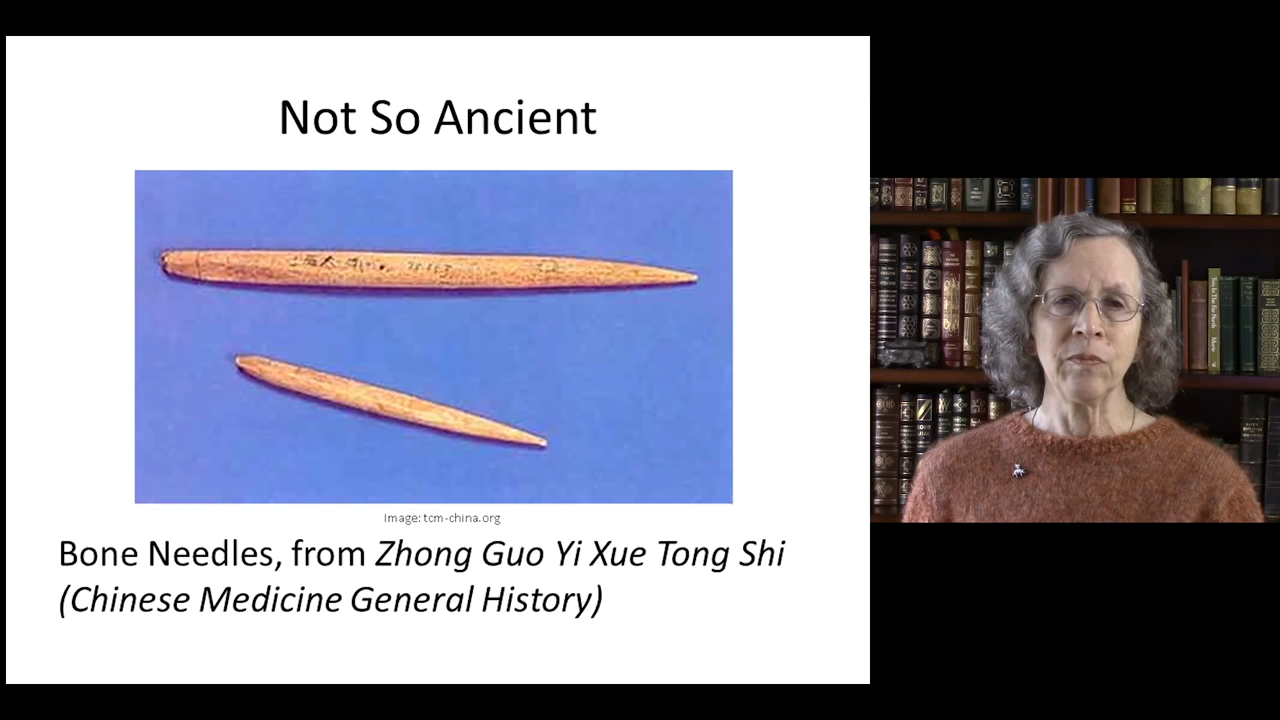 Not So Ancient
Image: tcm-china.org
Bone Needles, from Zhong Guo Yi Xue Tong Shi
(Chinese Medicine General History)